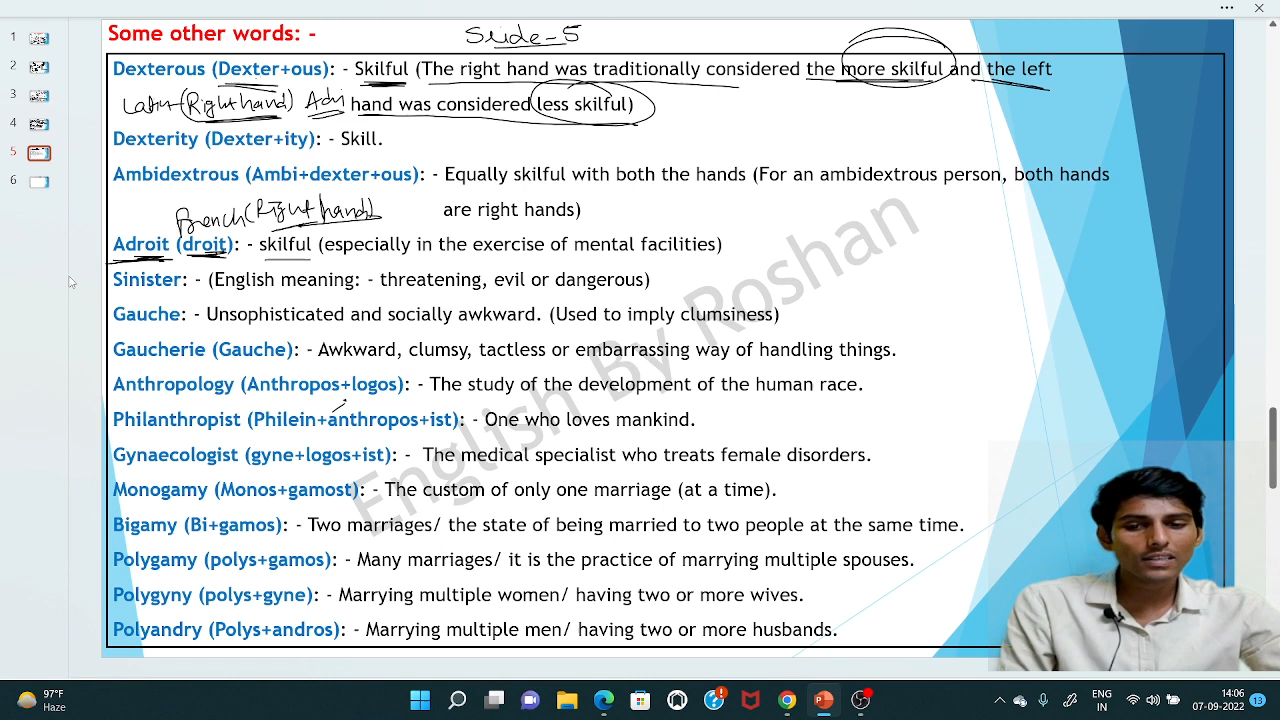 Some other words: - Slide-5
1
2
3
4
5
6
Dexterous (Dexter+ous): - Skilful (The right hand was traditionally considered the more skilful and the left
Latin (Right hand) Adj hand was considered less skilful)
Dexterity (Dexter+ity): - Skill.
Ambidextrous (Ambi+dexter+ous): - Equally skilful with both the hands (For an ambidextrous person, both hands
French (Right hand) are right hands)
Adroit (droit): - skilful (especially in the exercise of mental facilities)
Sinister: - (English meaning: - threatening, evil or dangerous)
Gauche: - Unsophisticated and socially awkward. (Used to imply clumsiness)
Gaucherie (Gauche): - Awkward, clumsy, tactless or embarrassing way of handling things.
Anthropology (Anthropos+logos): - The study of the development of the human race.
Philanthropist (Philein+anthropos+ist): - One who loves mankind.
Gynaecologist (gyne+logos+ist): - The medical specialist who treats female disorders.
Monogamy (Monos+gamost): - The custom of only one marriage (at a time).
Bigamy (Bi+gamos): - Two marriages/ the state of being married to two people at the same time.
Polygamy (polys+gamos): - Many marriages/ it is the practice of marrying multiple spouses.
Polygyny (polys+gyne): - Marrying multiple women/ having two or more wives.
Polyandry (Polys+andros): - Marrying multiple men/ having two or more husbands.
English By Roshan
97°F
Haze
ENG
IN
14:06
07-09-2022
13